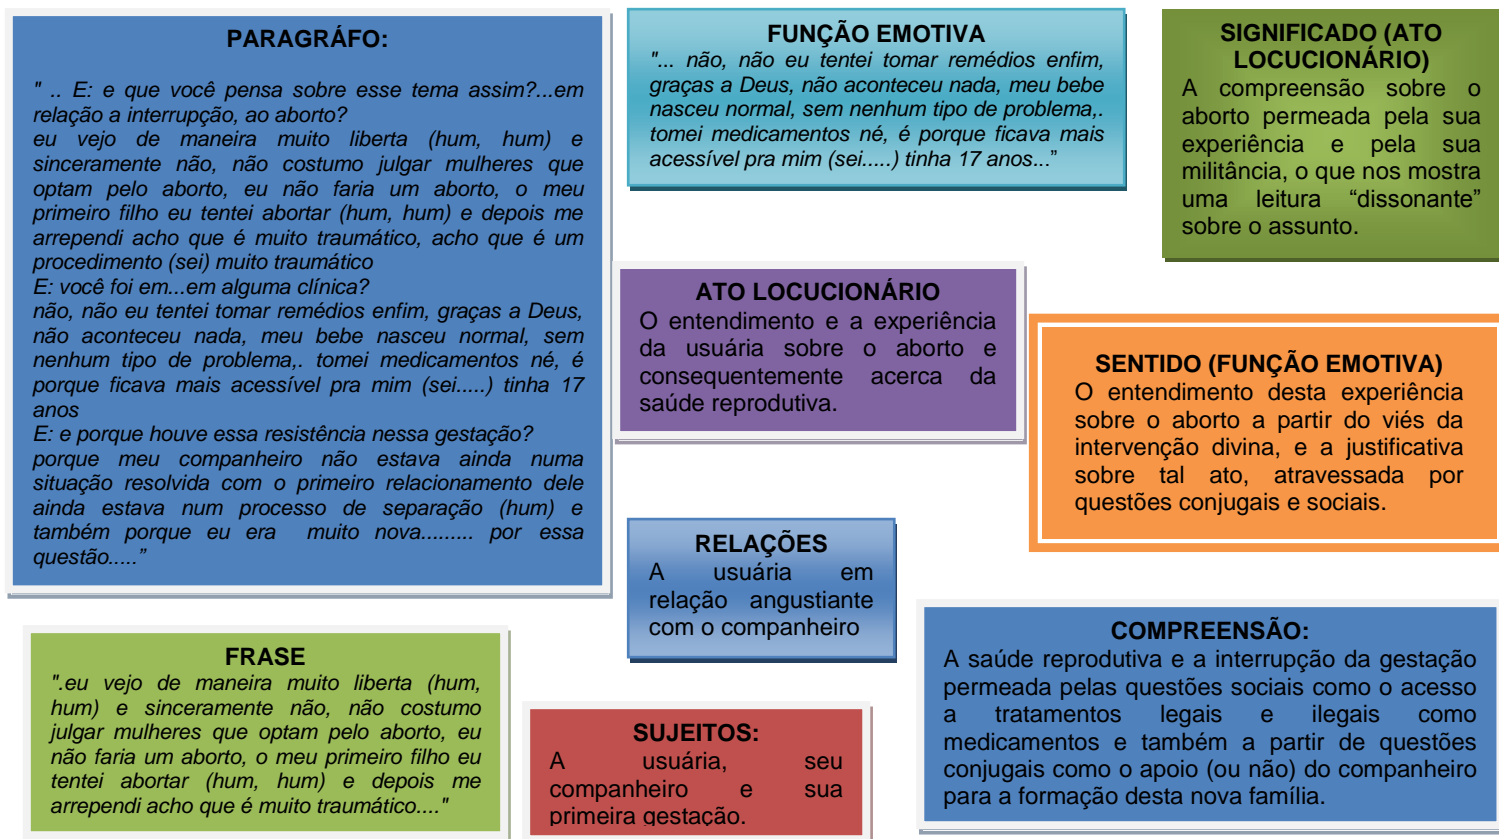 PARAGRÁFO:
" .. E: e que você pensa sobre esse tema assim?...em
relação a interrupção, ao aborto?
eu vejo de maneira muito liberta (hum, hum) e
sinceramente não, não costumo julgar mulheres que
optam pelo aborto, eu não faria um aborto, o meu
primeiro filho eu tentei abortar (hum, hum) e depois me
arrependi acho que é muito traumático, acho que é um
procedimento (sei) muito traumático
E: você foi em...em alguma clínica?
não, não eu tentei tomar remédios enfim, graças a Deus,
não aconteceu nada, meu bebe nasceu normal, sem
nenhum tipo de problema,. tomei medicamentos né, é
porque ficava mais acessível pra mim (sei.....) tinha 17
anos
E: e porque houve essa resistência nessa gestação?
porque meu companheiro não estava ainda numa
situação resolvida com o primeiro relacionamento dele
ainda estava num processo de separação (hum) e
também porque eu era muito nova......... por essa
questão.....”
FRASE
".eu vejo de maneira muito liberta (hum,
hum) e sinceramente não, não costumo
julgar mulheres que optam pelo aborto, eu
não faria um aborto, o meu primeiro filho eu
tentei abortar (hum, hum) e depois me
arrependi acho que é muito traumático...."
FUNÇÃO EMOTIVA
"... não, não eu tentei tomar remédios enfim,
graças a Deus, não aconteceu nada, meu bebe
nasceu normal, sem nenhum tipo de problema,.
tomei medicamentos né, é porque ficava mais
acessível pra mim (sei.....) tinha 17 anos...”
ATO LOCUCIONÁRIO
O entendimento e a experiência
da usuária sobre o aborto e
consequentemente acerca da
saúde reprodutiva.
RELAÇÕES
A usuária em
relação angustiante
com o companheiro
SUJEITOS:
A usuária, seu
companheiro e sua
primeira gestação.
SIGNIFICADO (ATO
LOCUCIONÁRIO)
A compreensão sobre o
aborto permeada pela sua
experiência e pela sua
militância, o que nos mostra
uma leitura “dissonante”
sobre o assunto.
SENTIDO (FUNÇÃO EMOTIVA)
O entendimento desta experiência
sobre o aborto a partir do viés da
intervenção divina, e a justificativa
sobre tal ato, atravessada por
questões conjugais e sociais.
COMPREENSÃO:
A saúde reprodutiva e a interrupção da gestação
permeada pelas questões sociais como o acesso
a tratamentos legais e ilegais como
medicamentos e também a partir de questões
conjugais como o apoio (ou não) do companheiro
para a formação desta nova família.